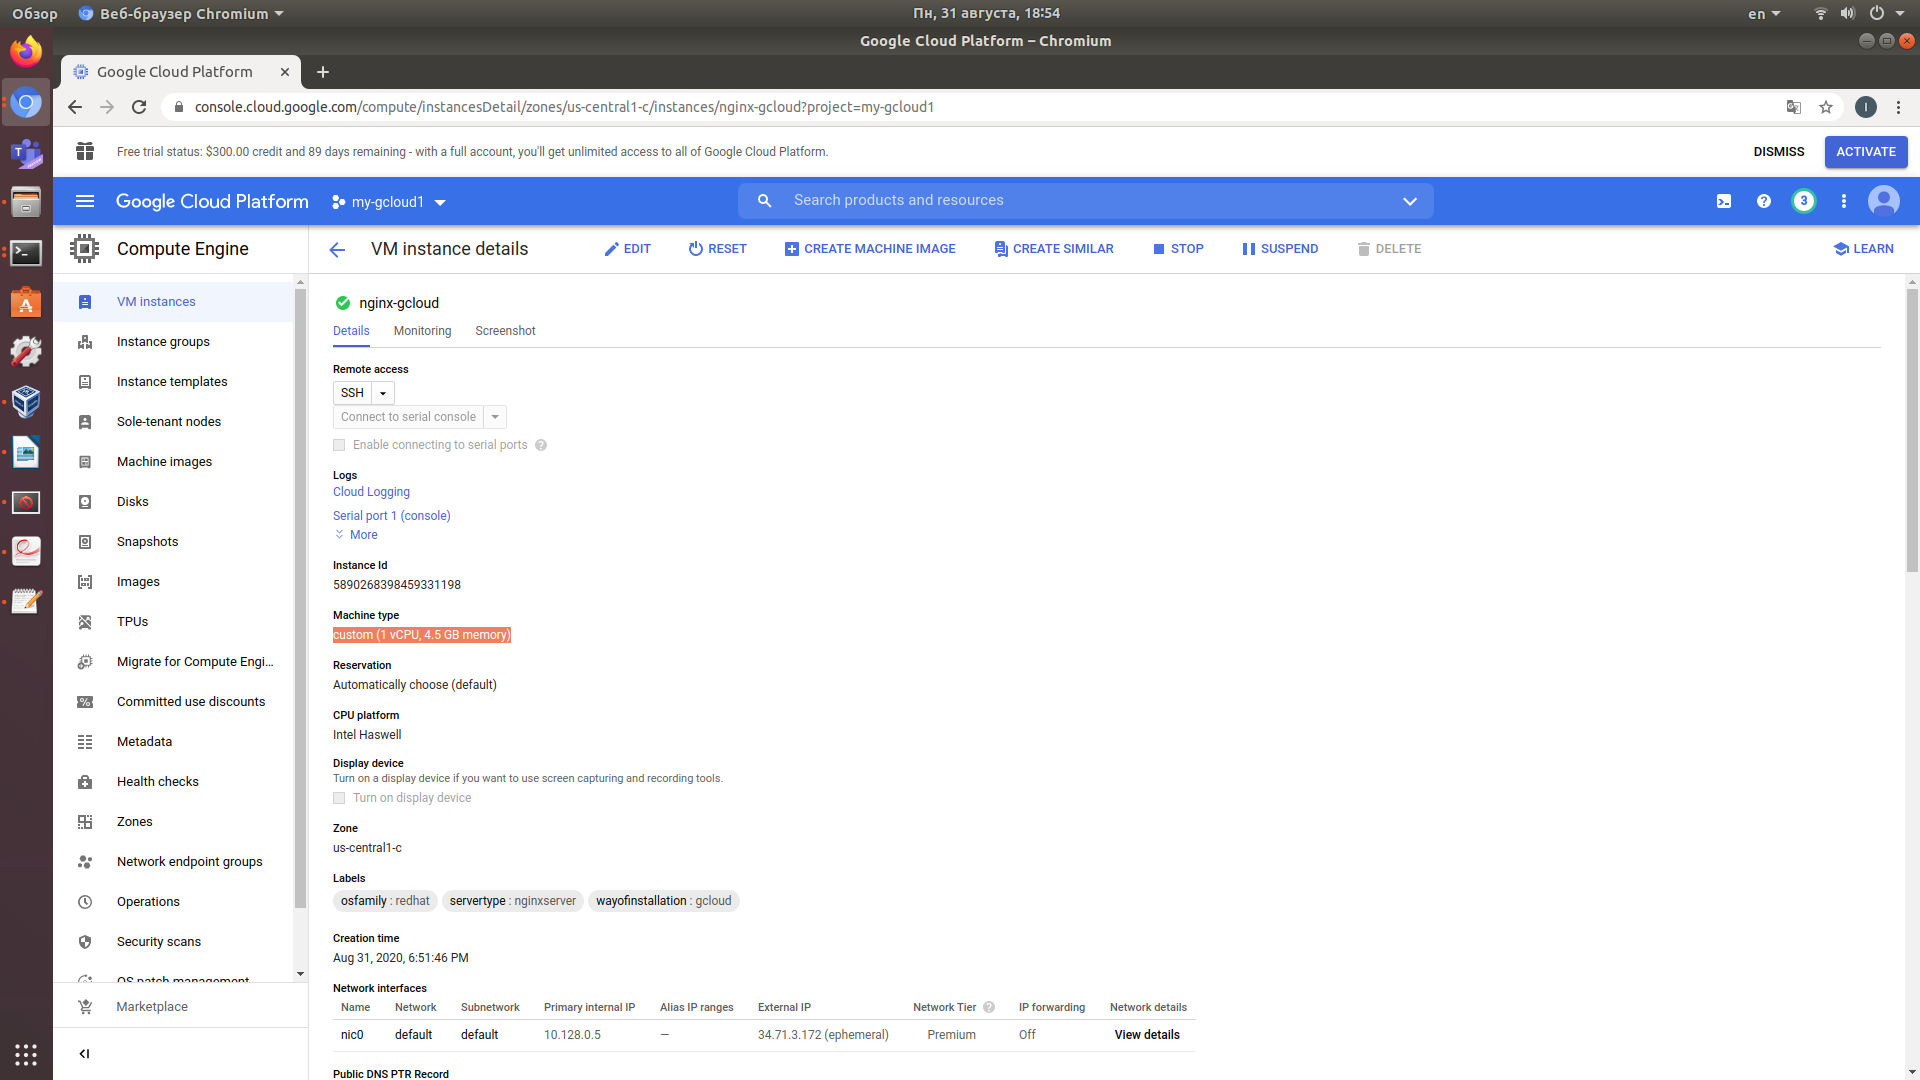 Обзор
Веб-браузер Chromium
Пн, 31 августа, 18:54
en
Google Cloud Platform – Chromium
Google Cloud Platform
console.cloud.google.com/compute/instancesDetail/zones/us-central1-c/instances/nginx-gcloud?project=my-gcloud1
I
Free trial status: $300.00 credit and 89 days remaining - with a full account, you'll get unlimited access to all of Google Cloud Platform.
DISMISS
ACTIVATE
Google Cloud Platform
my-gcloud1
Search products and resources
3
Compute Engine
VM instance details
EDIT
RESET
CREATE MACHINE IMAGE
CREATE SIMILAR
STOP
SUSPEND
DELETE
LEARN
VM instances
Instance groups
Instance templates
Sole-tenant nodes
Machine images
Disks
Snapshots
Images
TPUs
Migrate for Compute Engi...
Committed use discounts
Metadata
Health checks
Zones
Network endpoint groups
Operations
Security scans
OS patch management
Marketplace
nginx-gcloud
Details Monitoring Screenshot
Remote access
SSH
Connect to serial console
Enable connecting to serial ports
Logs
Cloud Logging
Serial port 1 (console)
More
Instance Id
5890268398459331198
Machine type
custom (1 vCPU, 4.5 GB memory)
Reservation
Automatically choose (default)
CPU platform
Intel Haswell
Display device
Turn on a display device if you want to use screen capturing and recording tools.
Turn on display device
Zone
us-central1-c
Labels
osfamily : redhat servertype : nginxserver wayofinstallation : gcloud
Creation time
Aug 31, 2020, 6:51:46 PM
Network interfaces
Name Network Subnetwork Primary internal IP Alias IP ranges External IP Network Tier IP forwarding Network details
nic0 default default 10.128.0.5 — 34.71.3.172 (ephemeral) Premium Off View details
Public DNS PTR Record